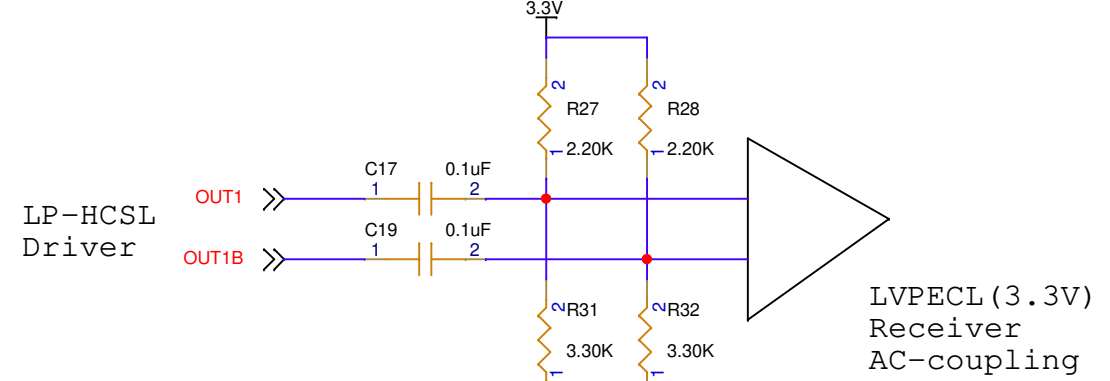 3.3V
2
2
R27
R28
1
2.20K
1
2.20K
C17
0.1uF
OUT1
1
2
LP-HCSL
Driver
C19
0.1uF
OUT1B
1
2
2
R31
2
R32
3.30K
3.30K
1
1
LVPECL(3.3V)
Receiver
AC-coupling